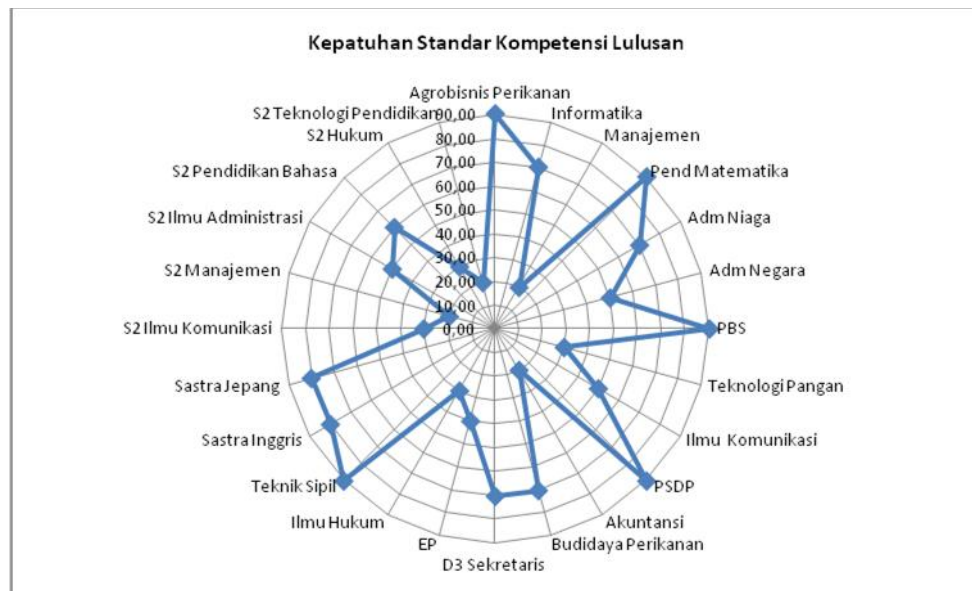 Kepatuhan Standar Kompetensi Lulusan
Agrobisnis Perikanan
Informatika
Manajemen
Pend Matematika
Adm Niaga
Adm Negara
PBS
Teknologi Pangan
Ilmu Komunikasi
PSDP
Akuntansi
Budidaya Perikanan
D3 Sekretaris
EP
Ilmu Hukum
Teknik Sipil
Sastra Inggris
Sastra Jepang
S2 Ilmu Komunikasi
S2 Manajemen
S2 Ilmu Administrasi
S2 Pendidikan Bahasa
S2 Hukum
S2 Teknologi Pendidikan
90,00
80,00
70,00
60,00
50,00
40,00
30,00
20,00
10,00
0,00